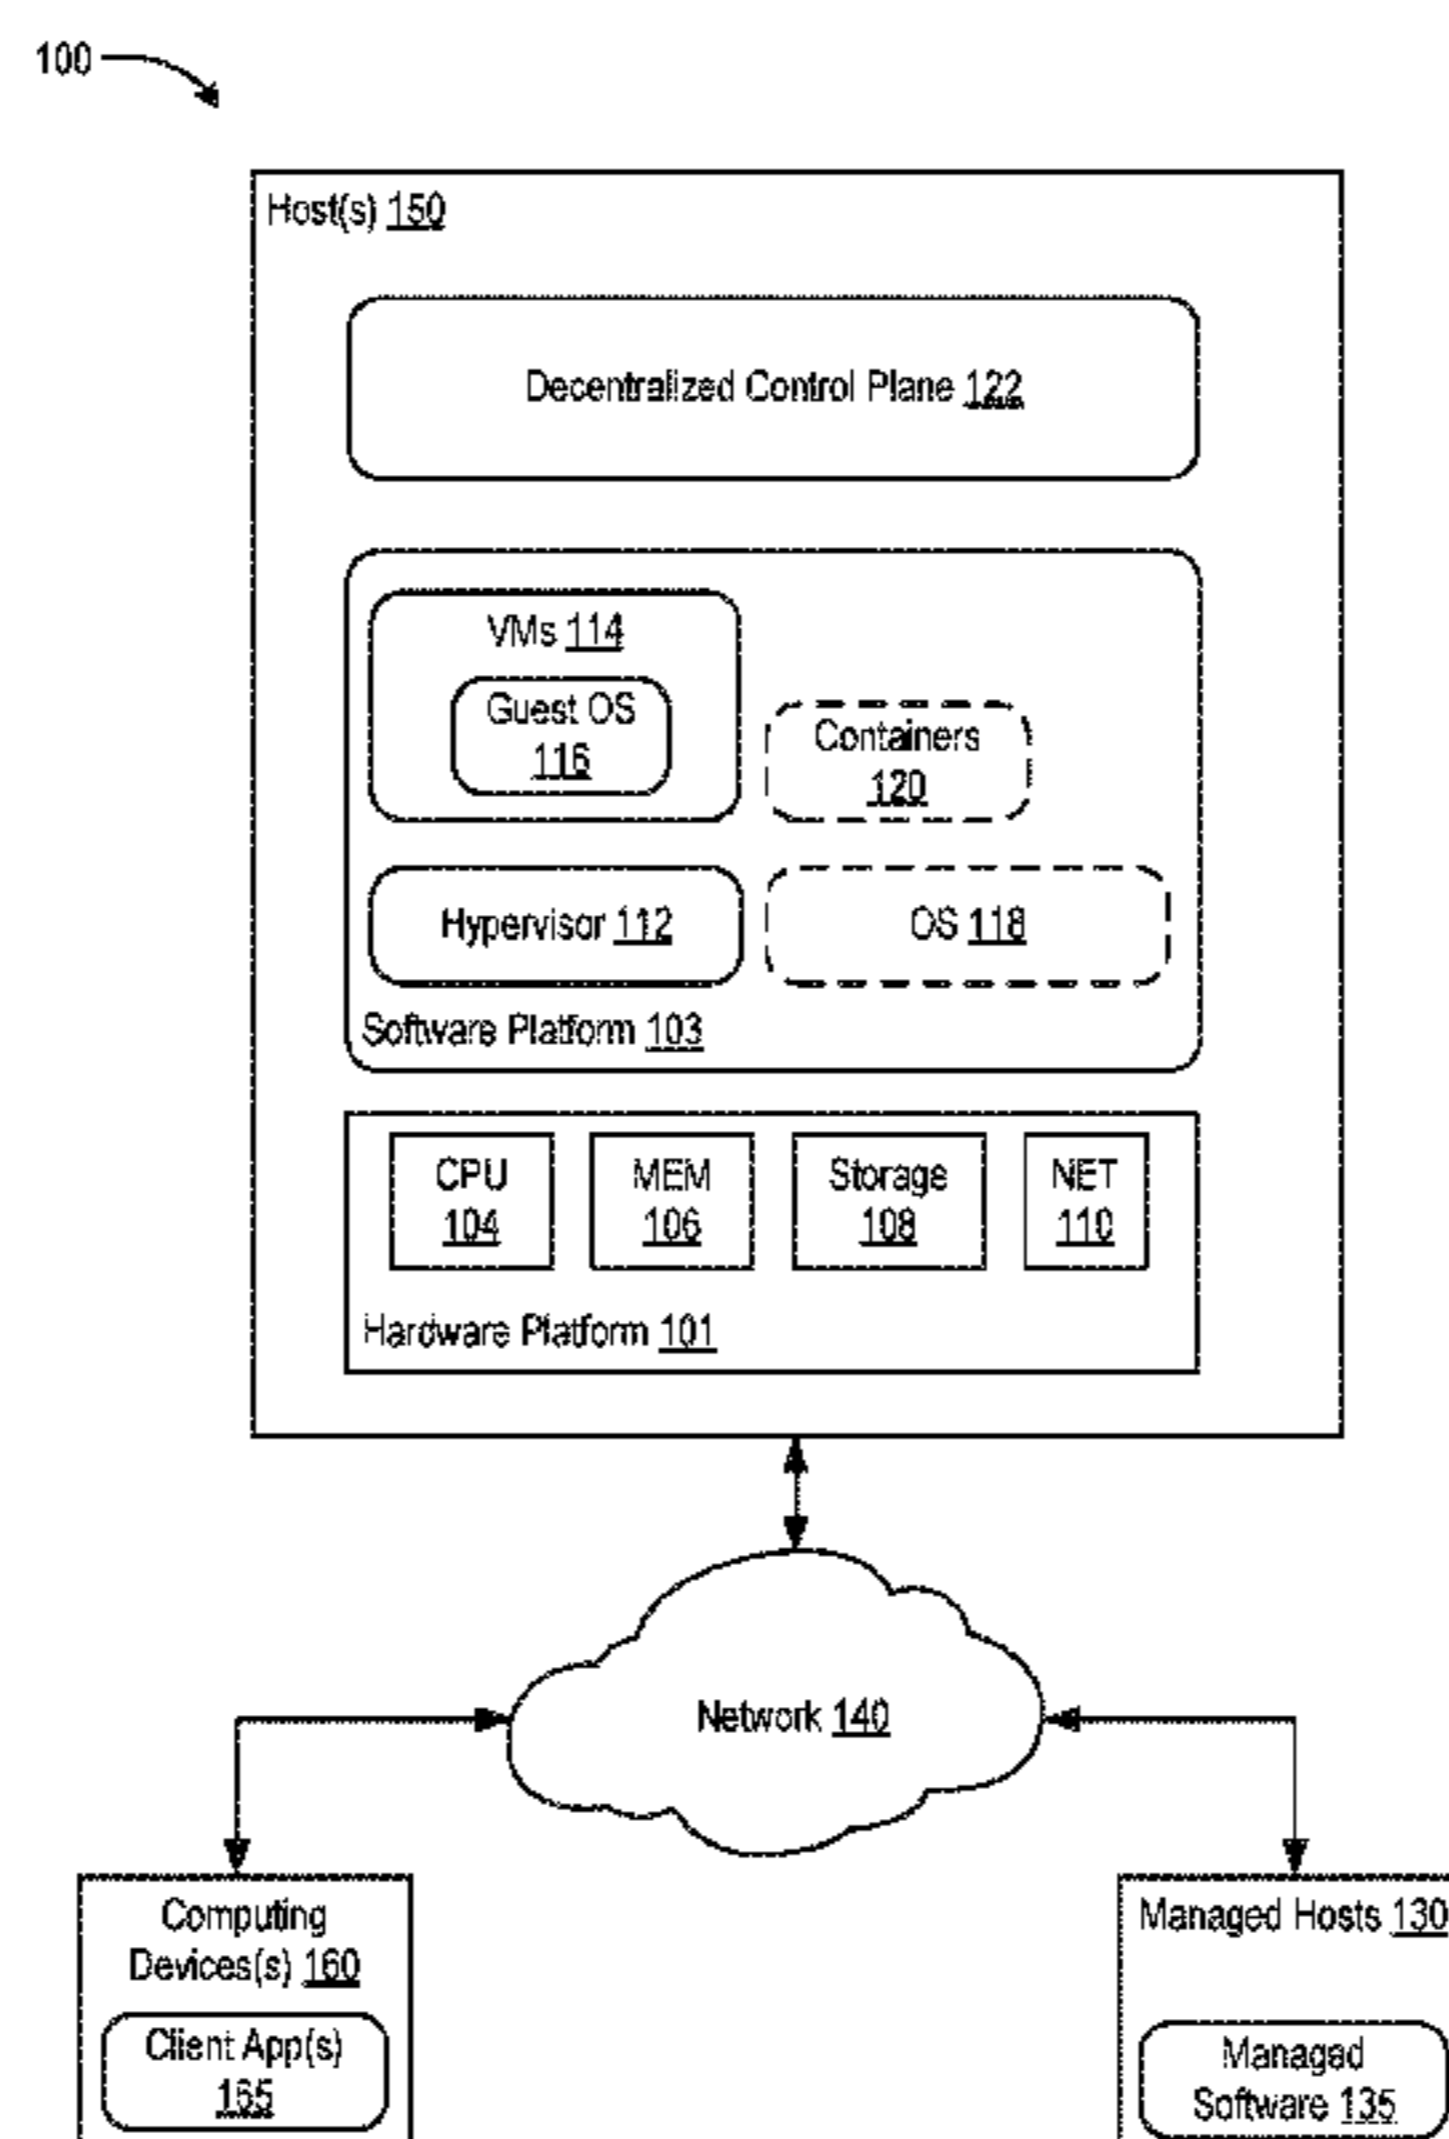 100
Host(s) 150
Decentralized Control Plane 122
VMs 114
Guest OS
116
Containers
120
Hypervisor 112
OS 118
Software Platform 103
CPU
104
MEM
106
Storage
108
NET
110
Hardware Platform 101
Network 140
Computing
Devices(s) 160
Client App(s)
165
Managed Hosts 130
Managed
Software 135